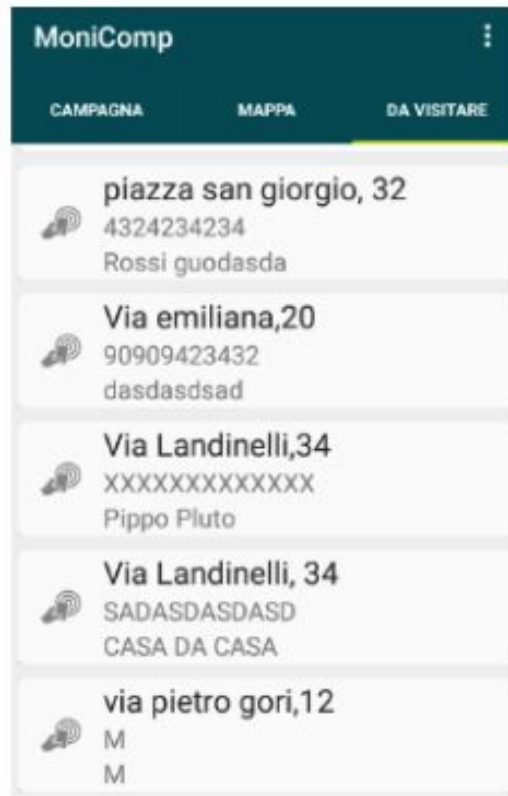 MoniComp
CAMPAGNA MAPPA DA VISITARE
piazza san giorgio, 32
4324234234
Rossi guodasda
Via emiliana,20
90909423432
dasdasdsad
Via Landinelli,34
XXXXXXXXXXXXX
Pippo Pluto
Via Landinelli, 34
SADASDASDASD
CASA DA CASA
via pietro gori,12
M
M